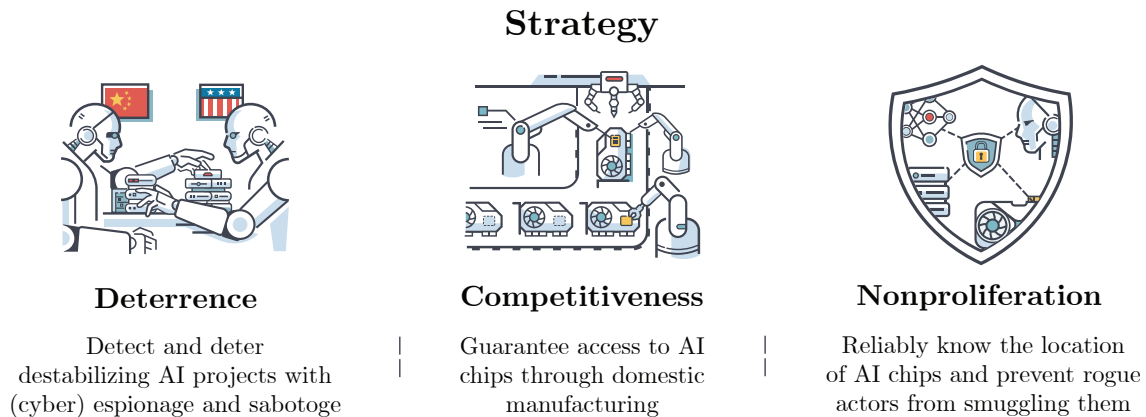 Strategy
Deterrence
Detect and deter
destabilizing AI projects with
(cyber) espionage and sabotoge
Competitiveness
Guarantee access to AI
chips through domestic
manufacturing
Nonproliferation
Reliably know the location
of AI chips and prevent rogue
actors from smuggling them